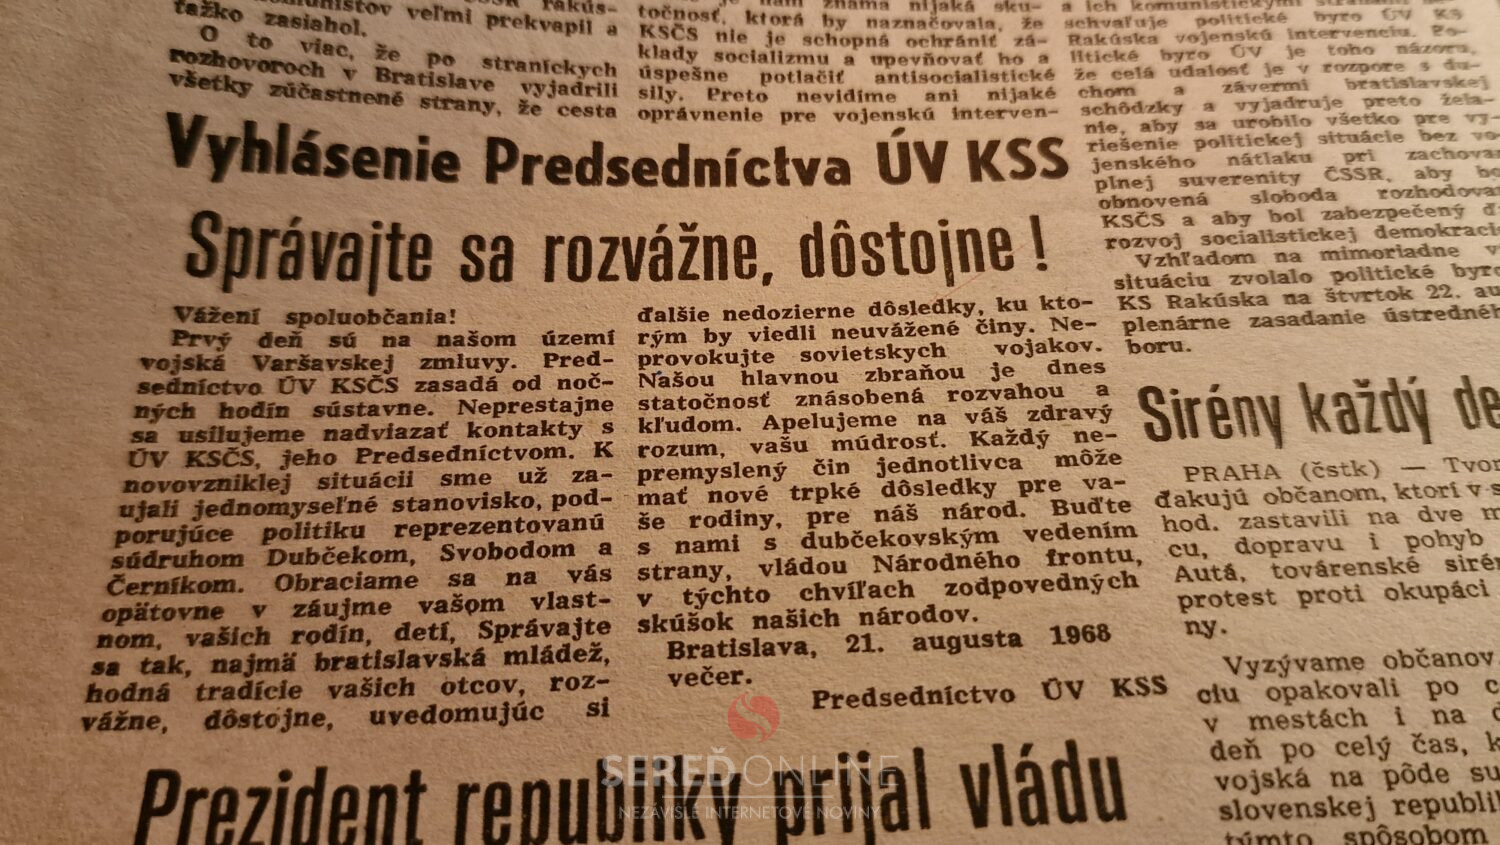 ťažko zasiahol.
O to viac, že po straníckych
rozhovoroch v Bratislave vyjadrili
všetky zúčastnené strany, že cesta
točnosť, ktorá by naznačovala, že
KSČS nie je schopná ochrániť zá-
klady socializmu a upevňovať ho a
úspešne potlačiť antisocialistické
sily. Preto nevidíme ani nijaké
oprávnenie pre vojenskú interven-
schvaľuje politické byro ÚV KS
Rakúska vojenskú intervenciu. Po-
litické byro ÚV je toho názoru,
že celá udalosť je v rozpore s du-
chom a závermi bratislavskej
schôdzky a vyjadruje preto žela-
nie, aby sa urobilo všetko pre vy-
riešenie politickej situácie bez vo-
jenského nátlaku pri zachovan
plnej suverenity ČSSR, aby bo
obnovená sloboda rozhodovan
KSČS a aby bol zabezpečený ď
rozvoj socialistickej demokracie
Vzhľadom na mimoriadne v
situáciu zvolalo politické byro
KS Rakúska na štvrtok 22. au
plenárne zasadanie ústredné
boru.
Vyhlásenie Predsedníctva ÚV KSS
Správajte sa rozvážne, dôstojne!
Vážení spoluobčania!
Prvý deň sú na našom území
vojská Varšavskej zmluvy. Pred-
sedníctvo ÚV KSČS zasadá od noč-
ných hodín sústavne. Neprestajne
sa usilujeme nadviazať kontakty s
ÚV KSČS, jeho Predsedníctvom. K
novovzniklej situácii sme už za-
ujali jednomyseľné stanovisko, pod-
porujúce politiku reprezentovanú
súdruhom Dubčekom, Svobodom a
Černíkom. Obraciame sa na vás
opätovne v záujme vašom vlast-
nom, vašich rodín, detí, Správajte
sa tak, najmä bratislavská mládež,
hodná tradície vašich otcov, roz-
vážne, dôstojne, uvedomujúc si
ďalšie nedozierne dôsledky, ku kto-
rým by viedli neuvážené činy. Ne-
provokujte sovietskych vojakov.
Našou hlavnou zbraňou je dnes
statočnosť znásobená rozvahou a
kľudom. Apelujeme na váš zdravý
rozum, vašu múdrosť. Každý ne-
premyslený čin jednotlivca môže
mať nové trpké dôsledky pre va-
še rodiny, pre náš národ. Buďte
s nami s dubčekovským vedením
strany, vládou Národného frontu,
v týchto chvíľach zodpovedných
skúšok našich národov.
Bratislava, 21. augusta 1968
večer.
Predsedníctvo ÚV KSS
Sirény každý de
PRAHA (čstk) — Tvor
ďakujú občanom, ktorí v s
hod. zastavili na dve m
cu, dopravu i pohyb
Autá, továrenské sirén
protest proti okupáci
ny.
Vyzývame občanov
ciu opakovali po c
v mestách i na d
deň po celý čas, k
vojská na pôde su
slovenskej republik
týmto spôsobom
Prezident republiky prijal vládu
SEREĎONLINE
NEZÁVISLÉ INTERNETOVÉ NOVINY